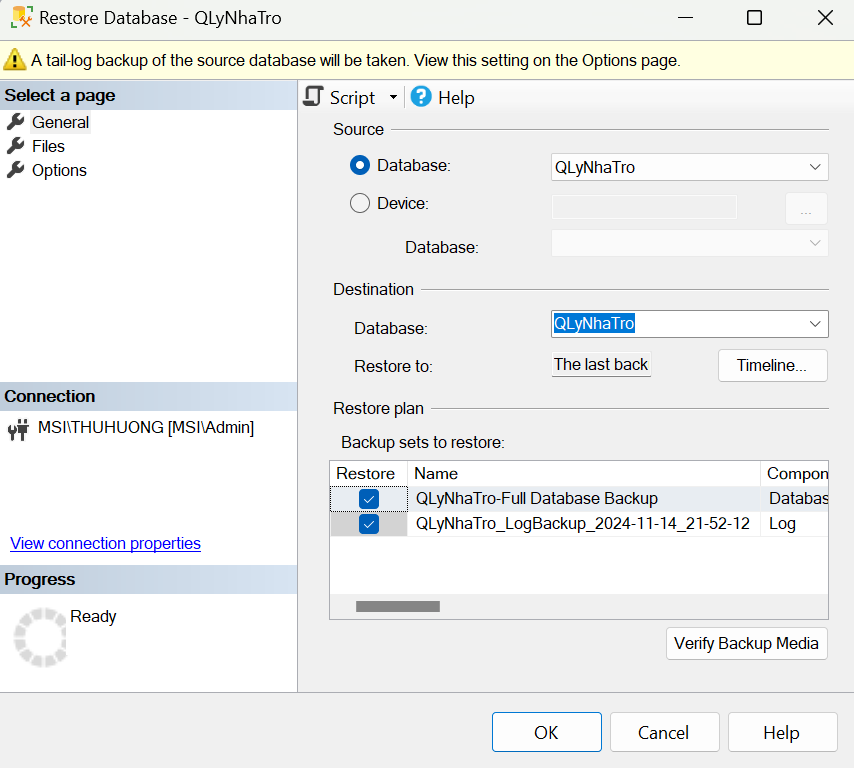 Restore Database - QLyNhaTro
A tail-log backup of the source database will be taken. View this setting on the Options page.
Select a page
General
Files
Options
Connection
MSI\THUHUONG [MSI\Admin]
View connection properties
Progress
Ready
Script
Help
Source
Database: QLyNhaTro
Device: ...
Database:
Destination
Database: QLyNhaTro
Restore to: The last back Timeline...
Restore plan
Backup sets to restore:
Restore Name Compon
QLyNhaTro-Full Database Backup Databas
QLyNhaTro_LogBackup_2024-11-14_21-52-12 Log
Verify Backup Media
OK Cancel Help